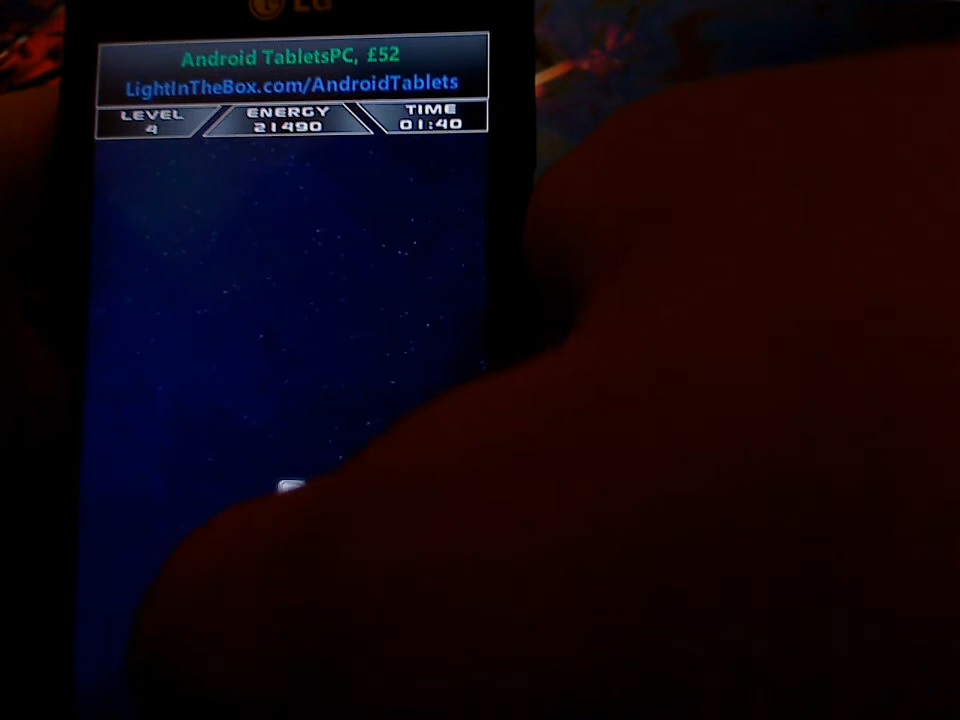 LG
Android TabletsPC, £52
LightInTheBox.com/AndroidTablets
LEVEL ENERGY TIME
4 21490 01:40